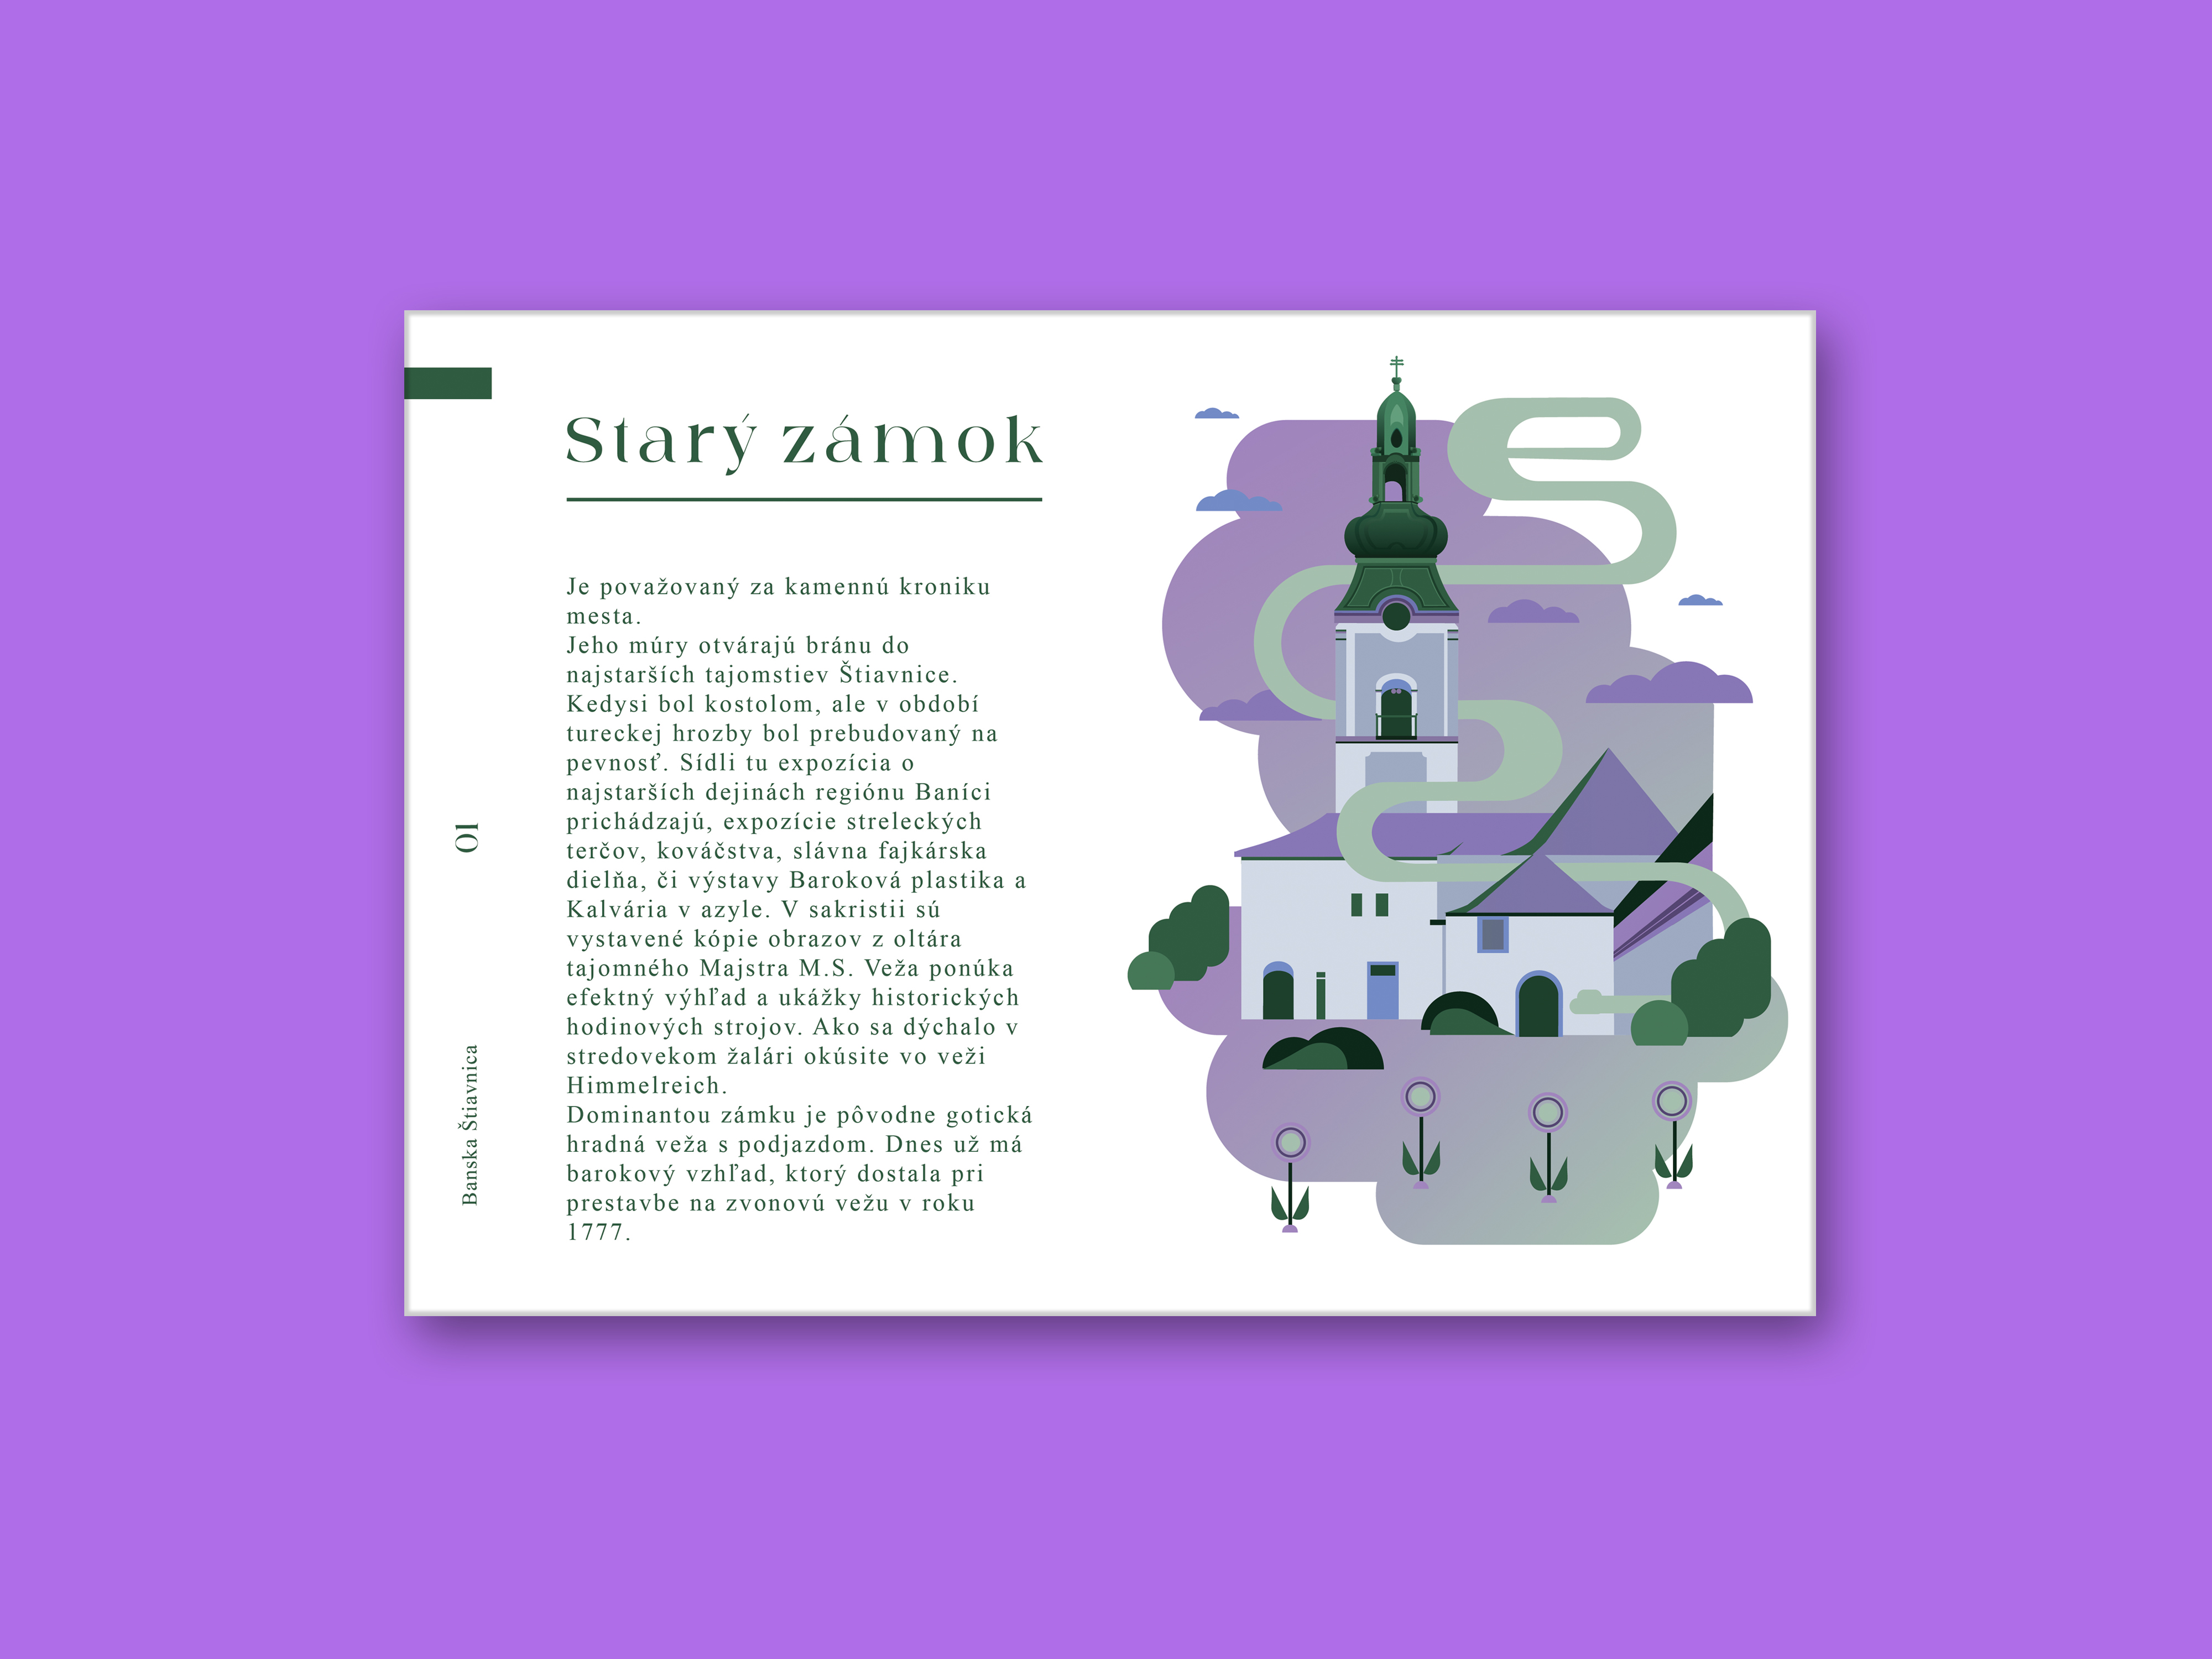 Starý zámok
Je považovaný za kamennú kroniku
mesta.
Jeho múry otvárajú bránu do
najstarších tajomstiev Štiavnice.
Kedysi bol kostolom, ale v období
tureckej hrozby bol prebudovaný na
pevnosť. Sídli tu expozícia o
najstarších dejinách regiónu Baníci
prichádzajú, expozície streleckých
terčov, kováčstva, slávna fajkárska
dielňa, či výstavy Baroková plastika a
Kalvária v azyle. V sakristii sú
vystavené kópie obrazov z oltára
tajomného Majstra M.S. Veža ponúka
efektný výhľad a ukážky historických
hodinových strojov. Ako sa dýchalo v
stredovekom žalári okúsite vo veži
Himmelreich.
Dominantou zámku je pôvodne gotická
hradná veža s podjazdom. Dnes už má
barokový vzhľad, ktorý dostala pri
prestavbe na zvonovú vežu v roku
1777.
01
Banska Štiavnica